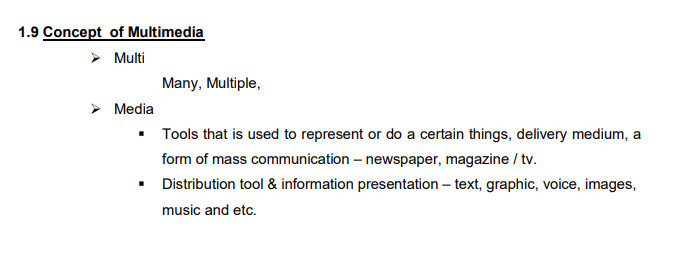 1.9 Concept of Multimedia
➢ Multi
Many, Multiple,
➢ Media
▪ Tools that is used to represent or do a certain things, delivery medium, a
form of mass communication – newspaper, magazine / tv.
▪ Distribution tool & information presentation – text, graphic, voice, images,
music and etc.